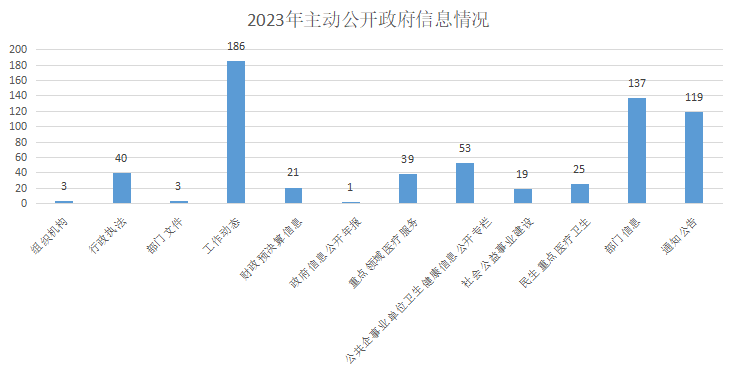 2023年主动公开政府信息情况
200
180
160
140
120
100
80
60
40
20
0
3
40
3
186
21
1
39
53
19
25
137
119
组织机构
行政执法
部门文件
工作动态
财政预决算信息
政府信息公开年报
重点领域医疗服务
公共企事业单位卫生健康信息公开专栏
社会公益事业建设
民生重点医疗卫生
部门信息
通知公告